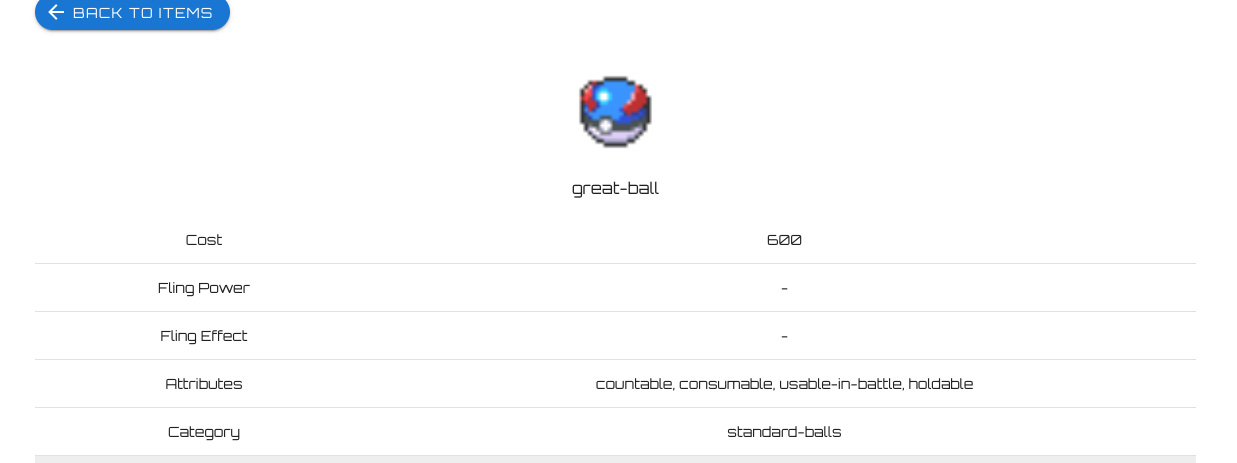 BACK TO ITEMS
great-ball
Cost 600
Fling Power -
Fling Effect -
Attributes countable, consumable, usable-in-battle, holdable
Category standard-balls